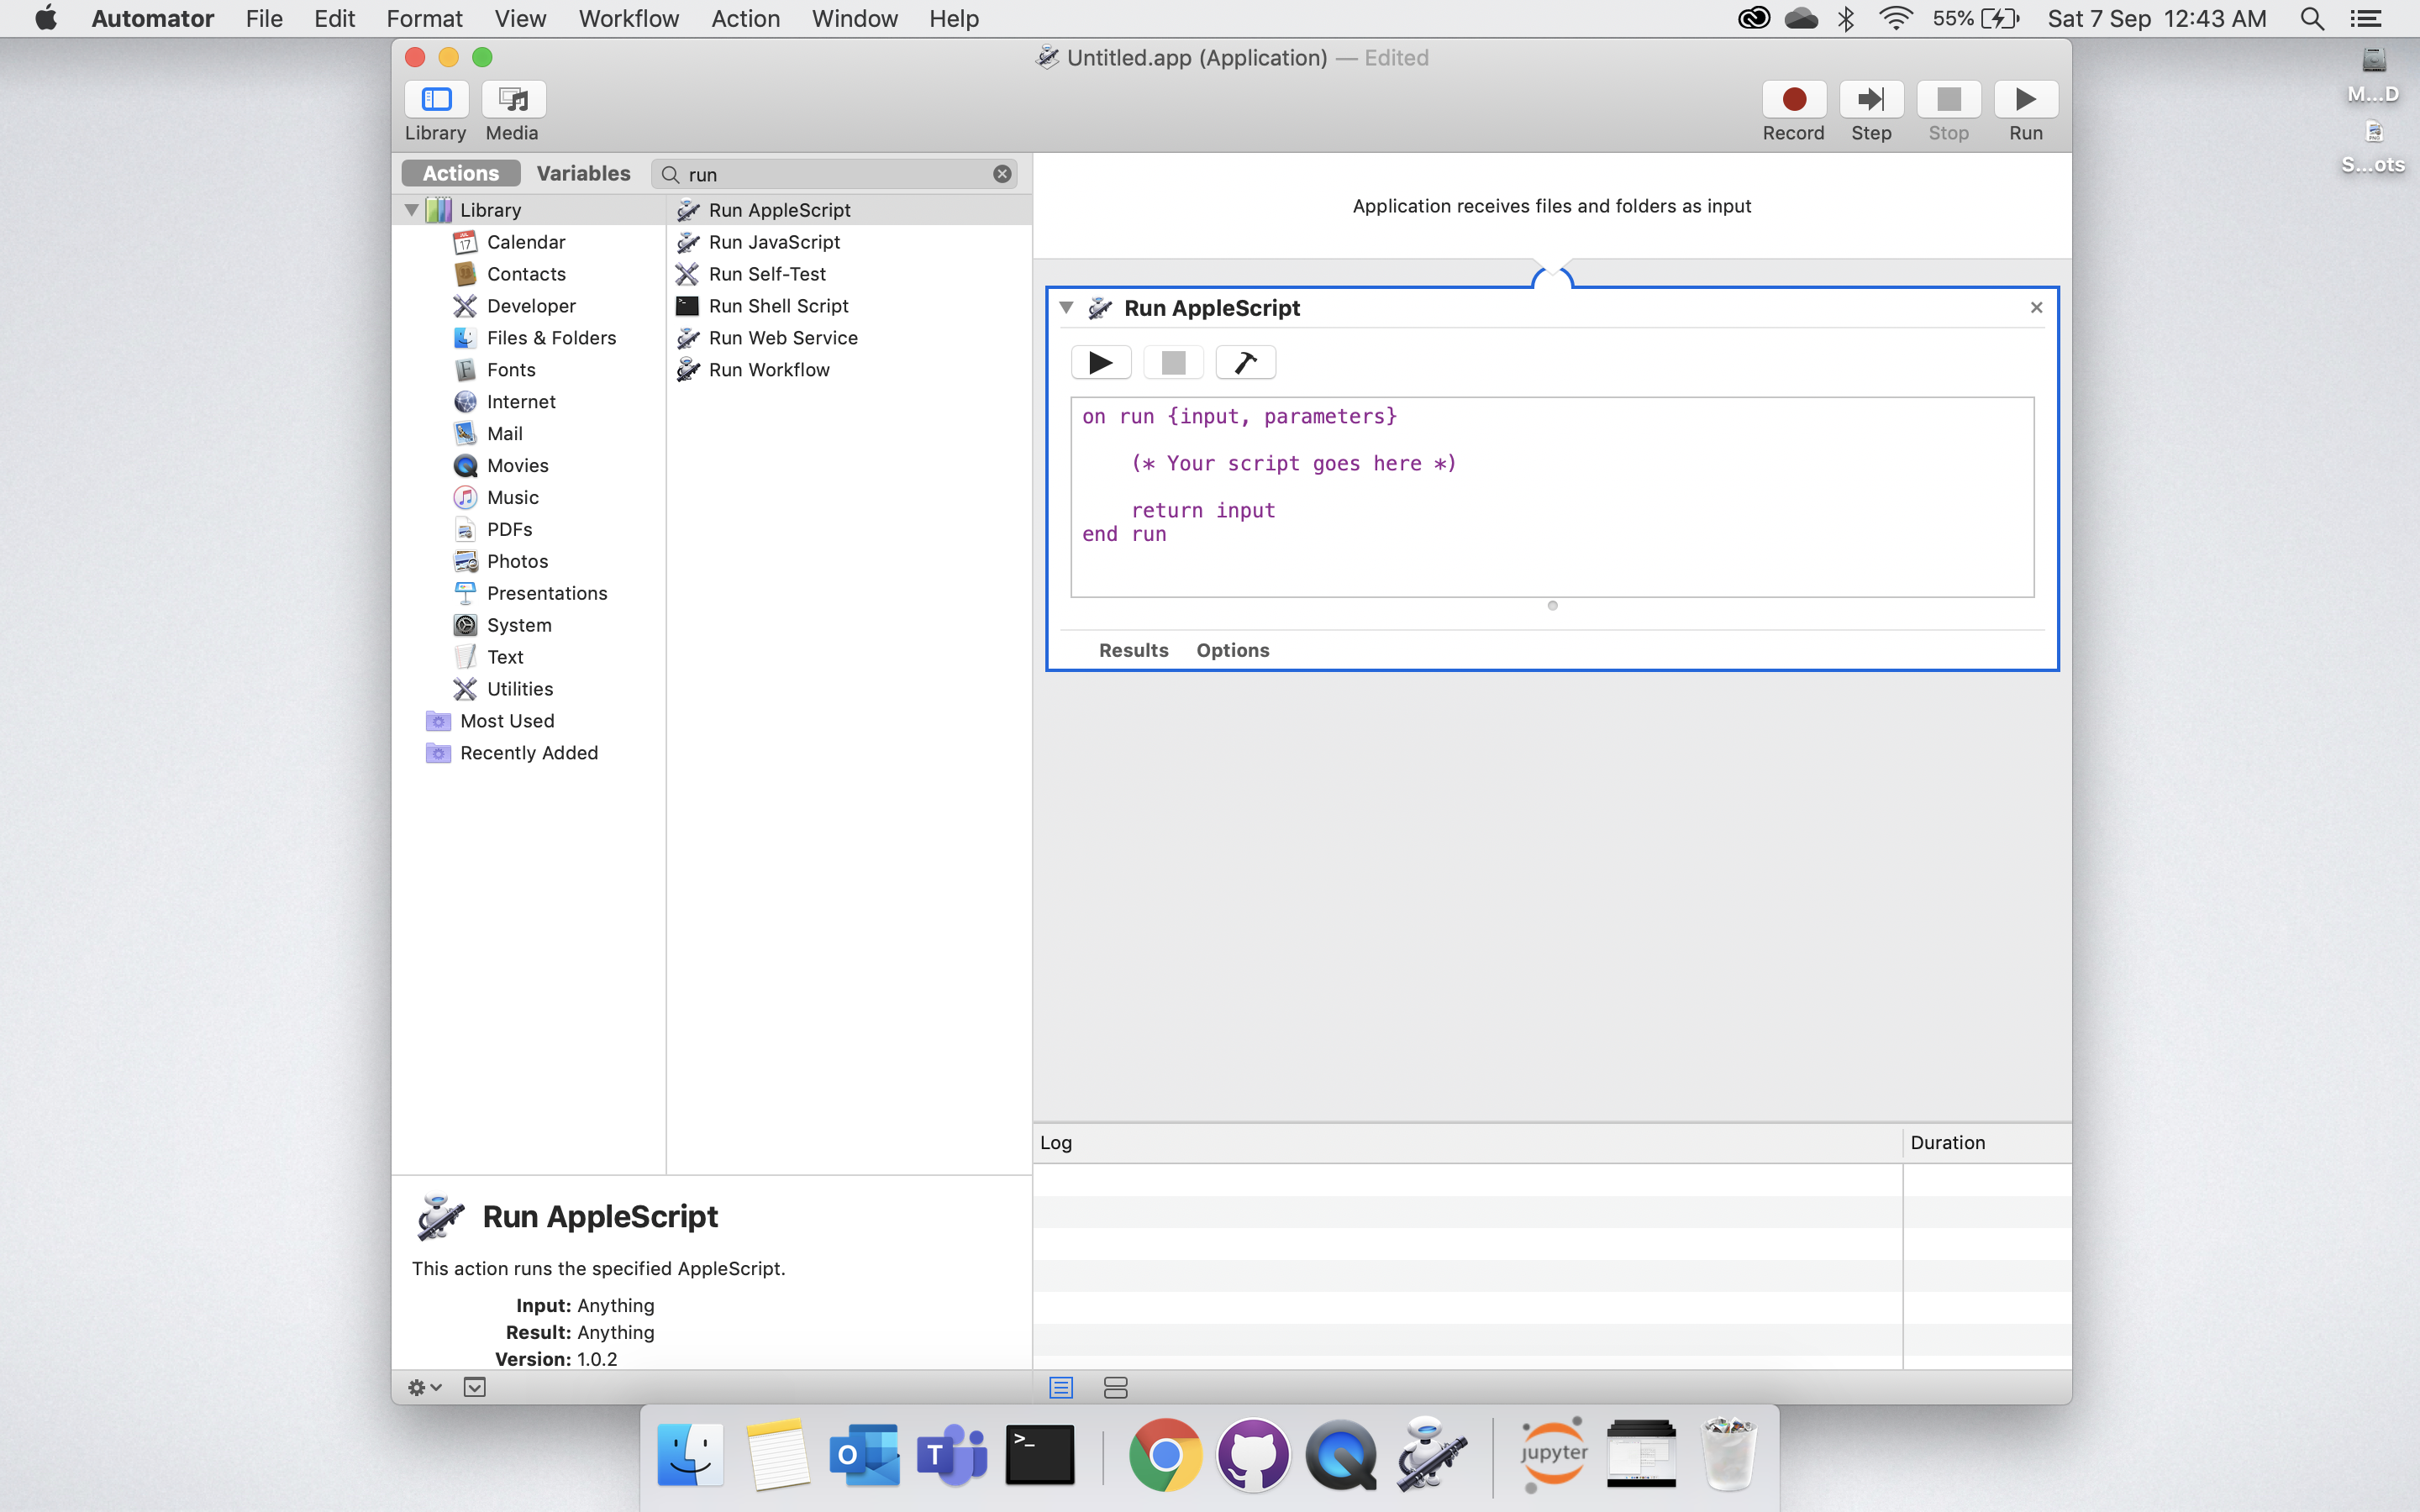 Automator File Edit Format View Workflow Action Window Help 55% Sat 7 Sep 12:43 AM
Untitled.app (Application) — Edited
M...D
S...ots
Library Media Record Step Stop Run
Actions Variables run
Library
Calendar
Contacts
Developer
Files & Folders
Fonts
Internet
Mail
Movies
Music
PDFs
Photos
Presentations
System
Text
Utilities
Most Used
Recently Added
Run AppleScript
Run JavaScript
Run Self-Test
Run Shell Script
Run Web Service
Run Workflow
Application receives files and folders as input
Run AppleScript
on run {input, parameters}
(* Your script goes here *)
return input
end run
Results Options
Log Duration
Run AppleScript
This action runs the specified AppleScript.
Input: Anything
Result: Anything
Version: 1.0.2
jupyter